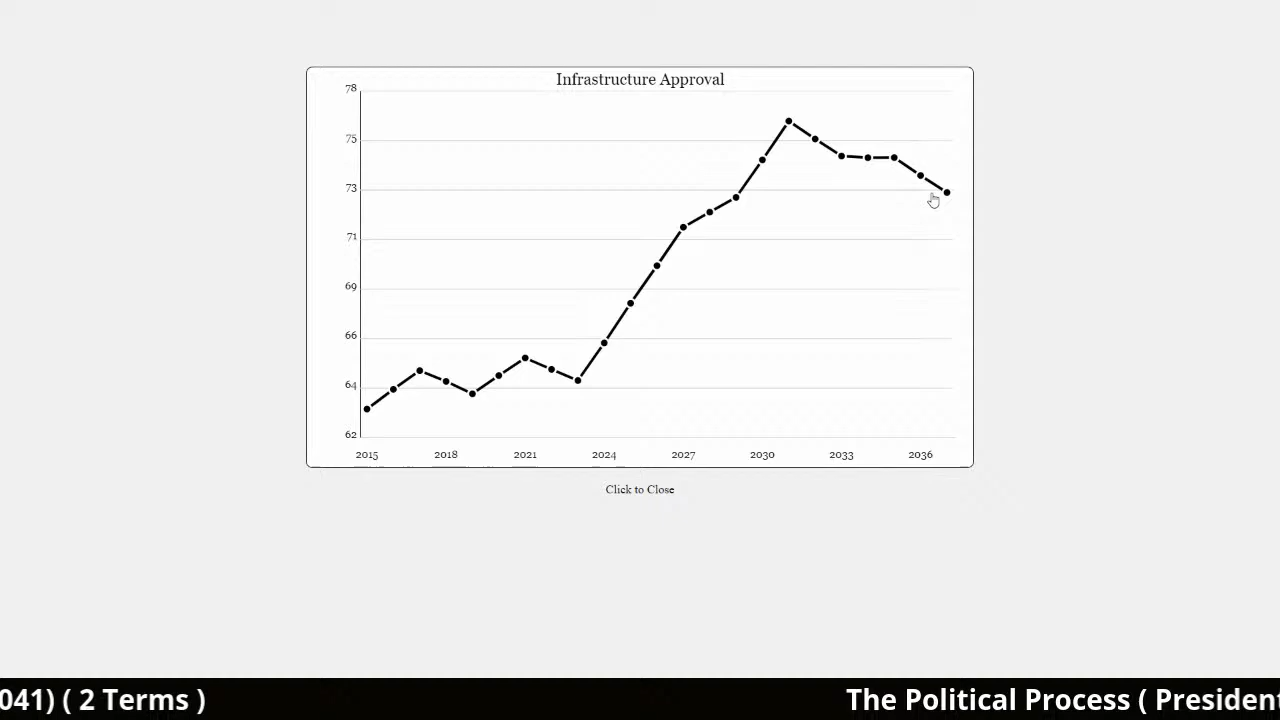 Infrastructure Approval
78
75
73
71
69
66
64
62
2015 2018 2021 2024 2027 2030 2033 2036
Click to Close
041) ( 2 Terms ) The Political Process ( President